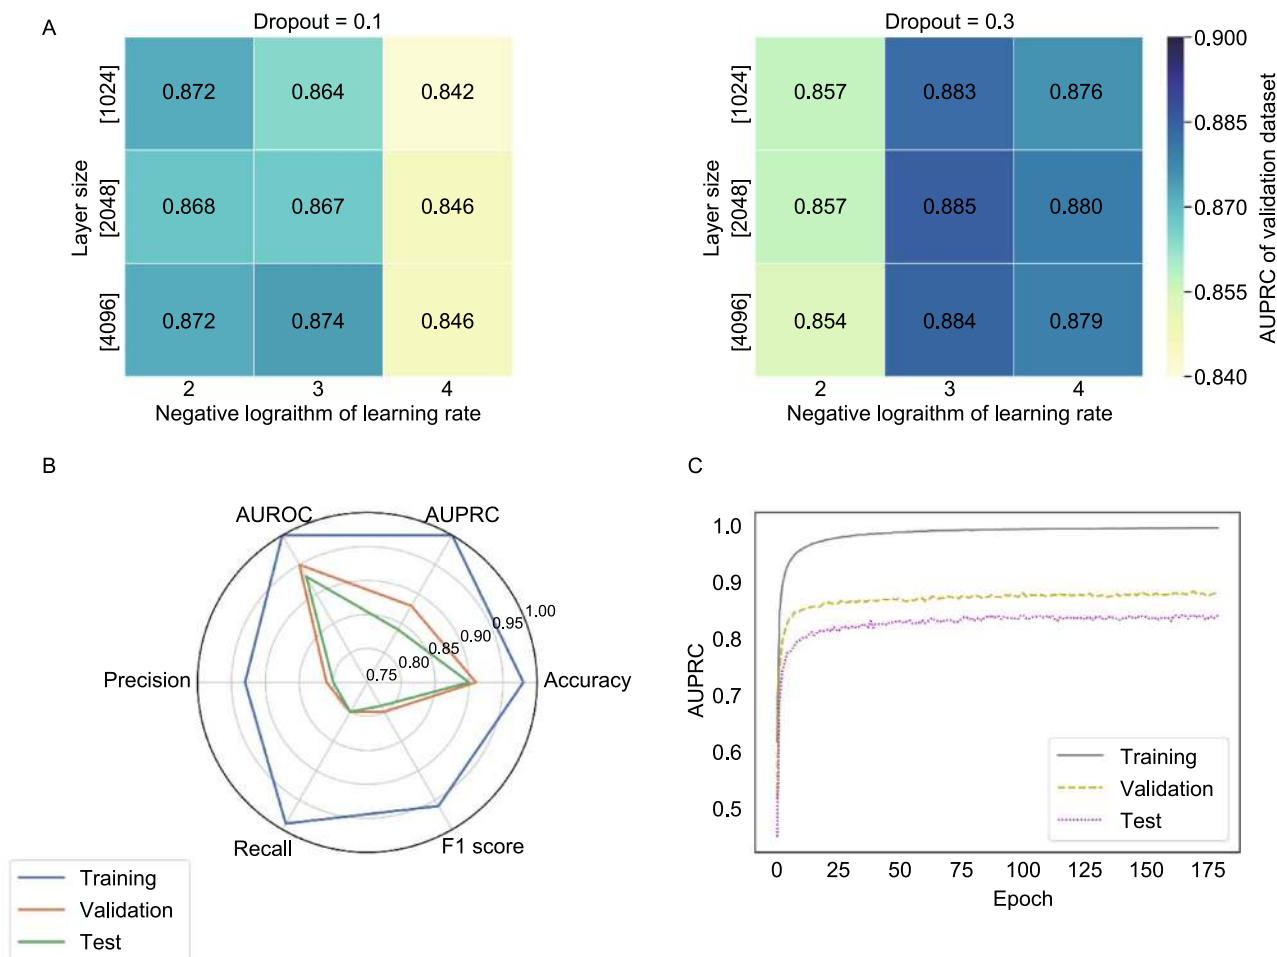 A
Dropout = 0.1
Dropout = 0.3
Layer size
[1024]
[2048]
[4096]
0.872 0.864 0.842
0.868 0.867 0.846
0.872 0.874 0.846
2 3 4
Negative lograithm of learning rate
Layer size
[1024]
[2048]
[4096]
0.857 0.883 0.876
0.857 0.885 0.880
0.854 0.884 0.879
2 3 4
Negative lograithm of learning rate
0.900
0.885
0.870
0.855
0.840
AUPRC of validation dataset
B
AUROC
AUPRC
Precision
Accuracy
Recall
F1 score
0.75
0.80
0.85
0.90
0.95
1.00
Training
Validation
Test
C
AUPRC
1.0
0.9
0.8
0.7
0.6
0.5
0 25 50 75 100 125 150 175
Epoch
Training
Validation
Test